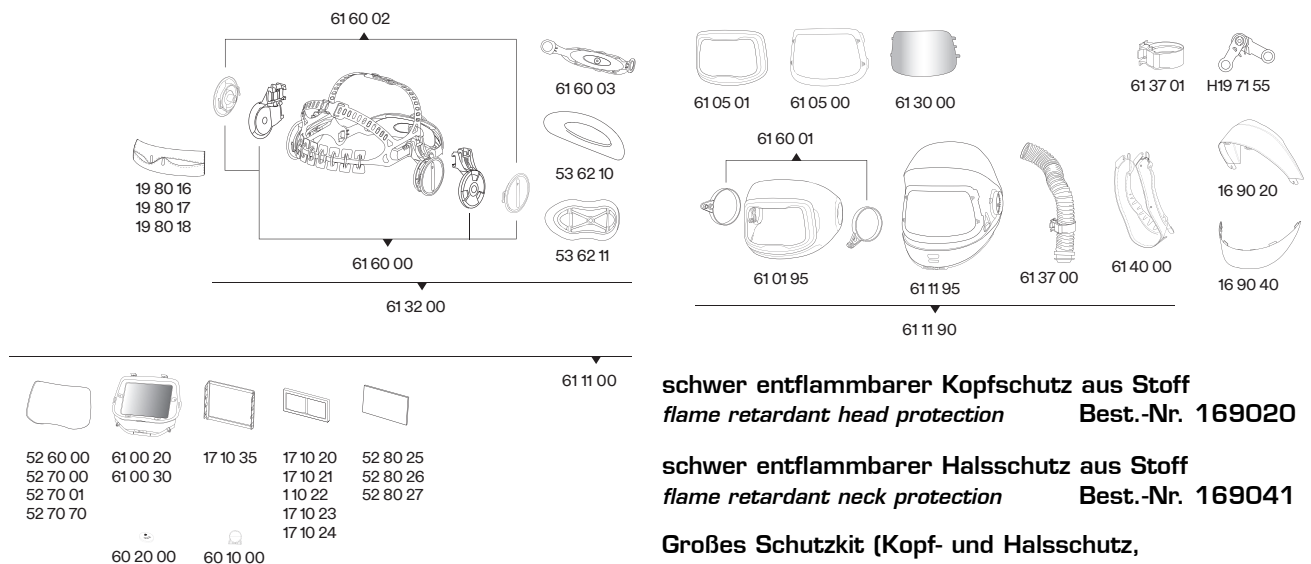 61 60 02
61 60 03
53 62 10
19 80 16
19 80 17
19 80 18
53 62 11
61 60 00
61 32 00
61 11 00
52 60 00
52 70 00
52 70 01
52 70 70
61 00 20
61 00 30
17 10 35
17 10 20
17 10 21
1 10 22
17 10 23
17 10 24
52 80 25
52 80 26
52 80 27
60 20 00
60 10 00
61 05 01
61 05 00
61 30 00
61 37 01
H19 71 55
61 60 01
16 90 20
61 01 95
61 11 95
61 37 00
61 40 00
16 90 40
61 11 90
schwer entflammbarer Kopfschutz aus Stoff
flame retardant head protection Best.-Nr. 169020
schwer entflammbarer Halsschutz aus Stoff
flame retardant neck protection Best.-Nr. 169041
Großes Schutzkit (Kopf- und Halsschutz,